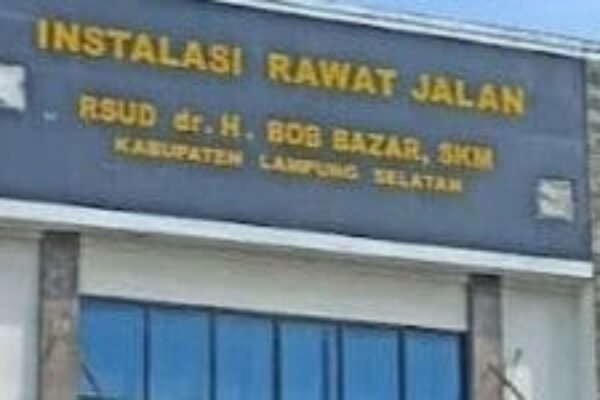 INSTALASI RAWAT JALAN
RSUD dr. H. BOB BAZAR, SKM
KABUPATEN LAMPUNG SELATAN